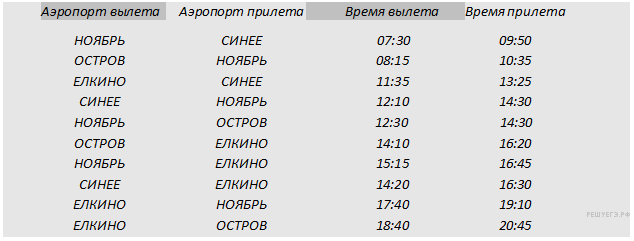 Аэропорт вылета Аэропорт прилета Время вылета Время прилета
НОЯБРЬ СИНЕЕ 07:30 09:50
ОСТРОВ НОЯБРЬ 08:15 10:35
ЕЛКИНО СИНЕЕ 11:35 13:25
СИНЕЕ НОЯБРЬ 12:10 14:30
НОЯБРЬ ОСТРОВ 12:30 14:30
ОСТРОВ ЕЛКИНО 14:10 16:20
НОЯБРЬ ЕЛКИНО 15:15 16:45
СИНЕЕ ЕЛКИНО 14:20 16:30
ЕЛКИНО НОЯБРЬ 17:40 19:10
ЕЛКИНО ОСТРОВ 18:40 20:45
РЕШУЕГЭ.РФ